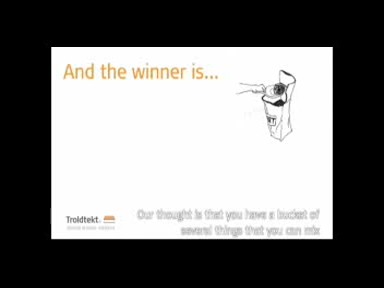 And the winner is...
Troldtekt
Our thought is that you have a bucket of
several things that you can mix